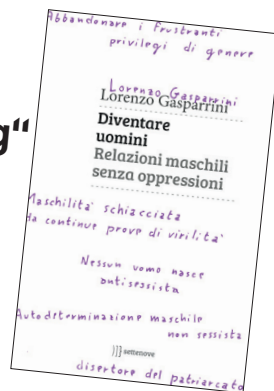 g“
Abbandonare i frustranti
privilegi di genere
Lorenzo Gasparrini
Lorenzo Gasparrini
Diventare
uomini
Relazioni maschili
senza oppressioni
Maschilità schiacciata
da continue prove di virilità
Nessun uomo nasce
antisessista
Autodeterminazione maschile
non sessista
settenove
disertore del patriarcato